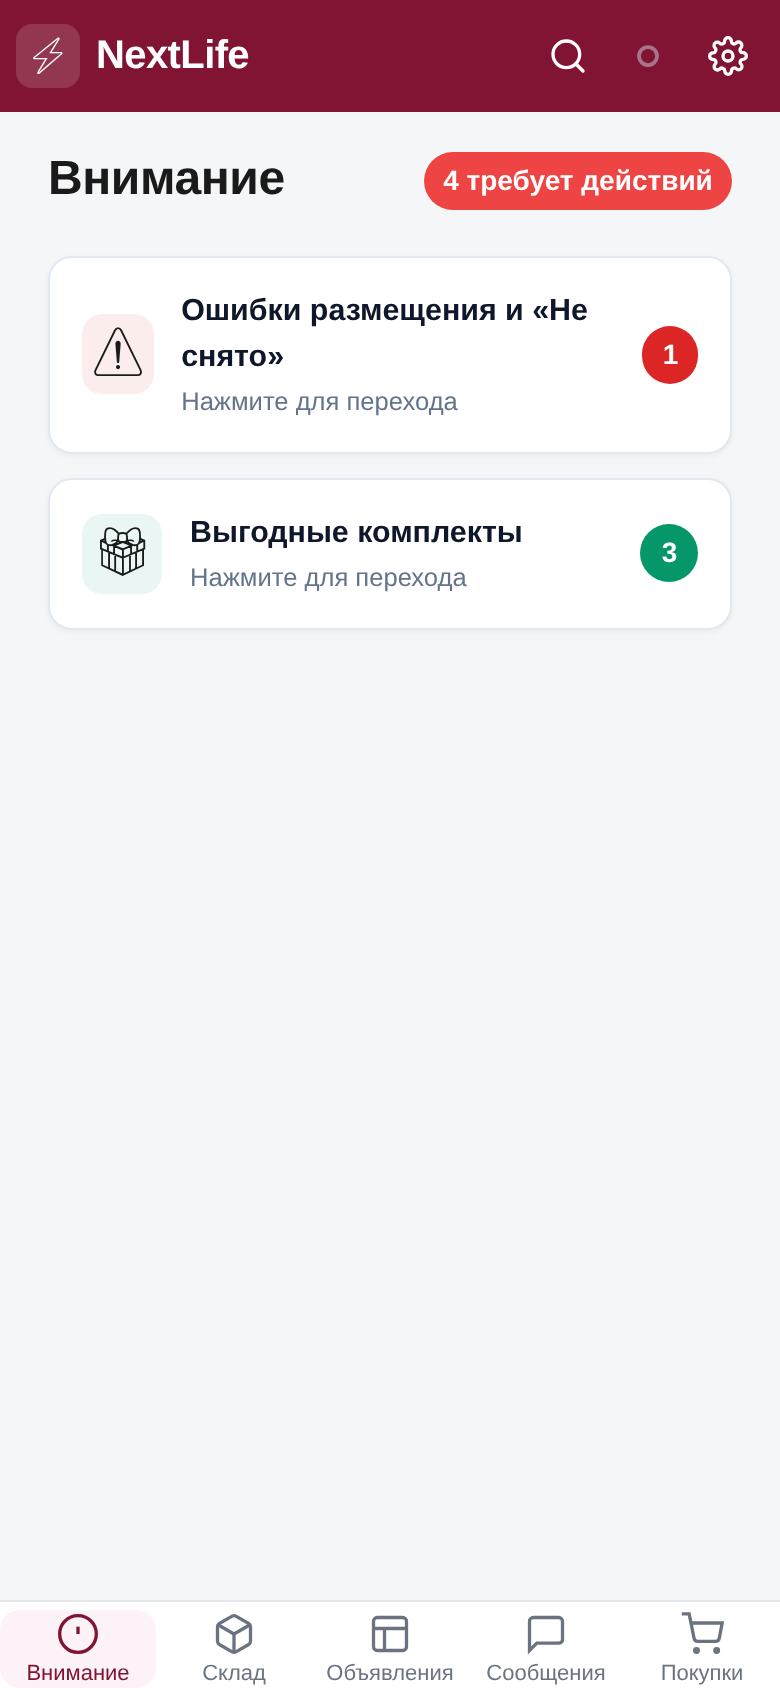 NextLife
Внимание
4 требует действий
Ошибки размещения и «Не
снято»
Нажмите для перехода
1
Выгодные комплекты
Нажмите для перехода
3
Внимание
Склад
Объявления
Сообщения
Покупки